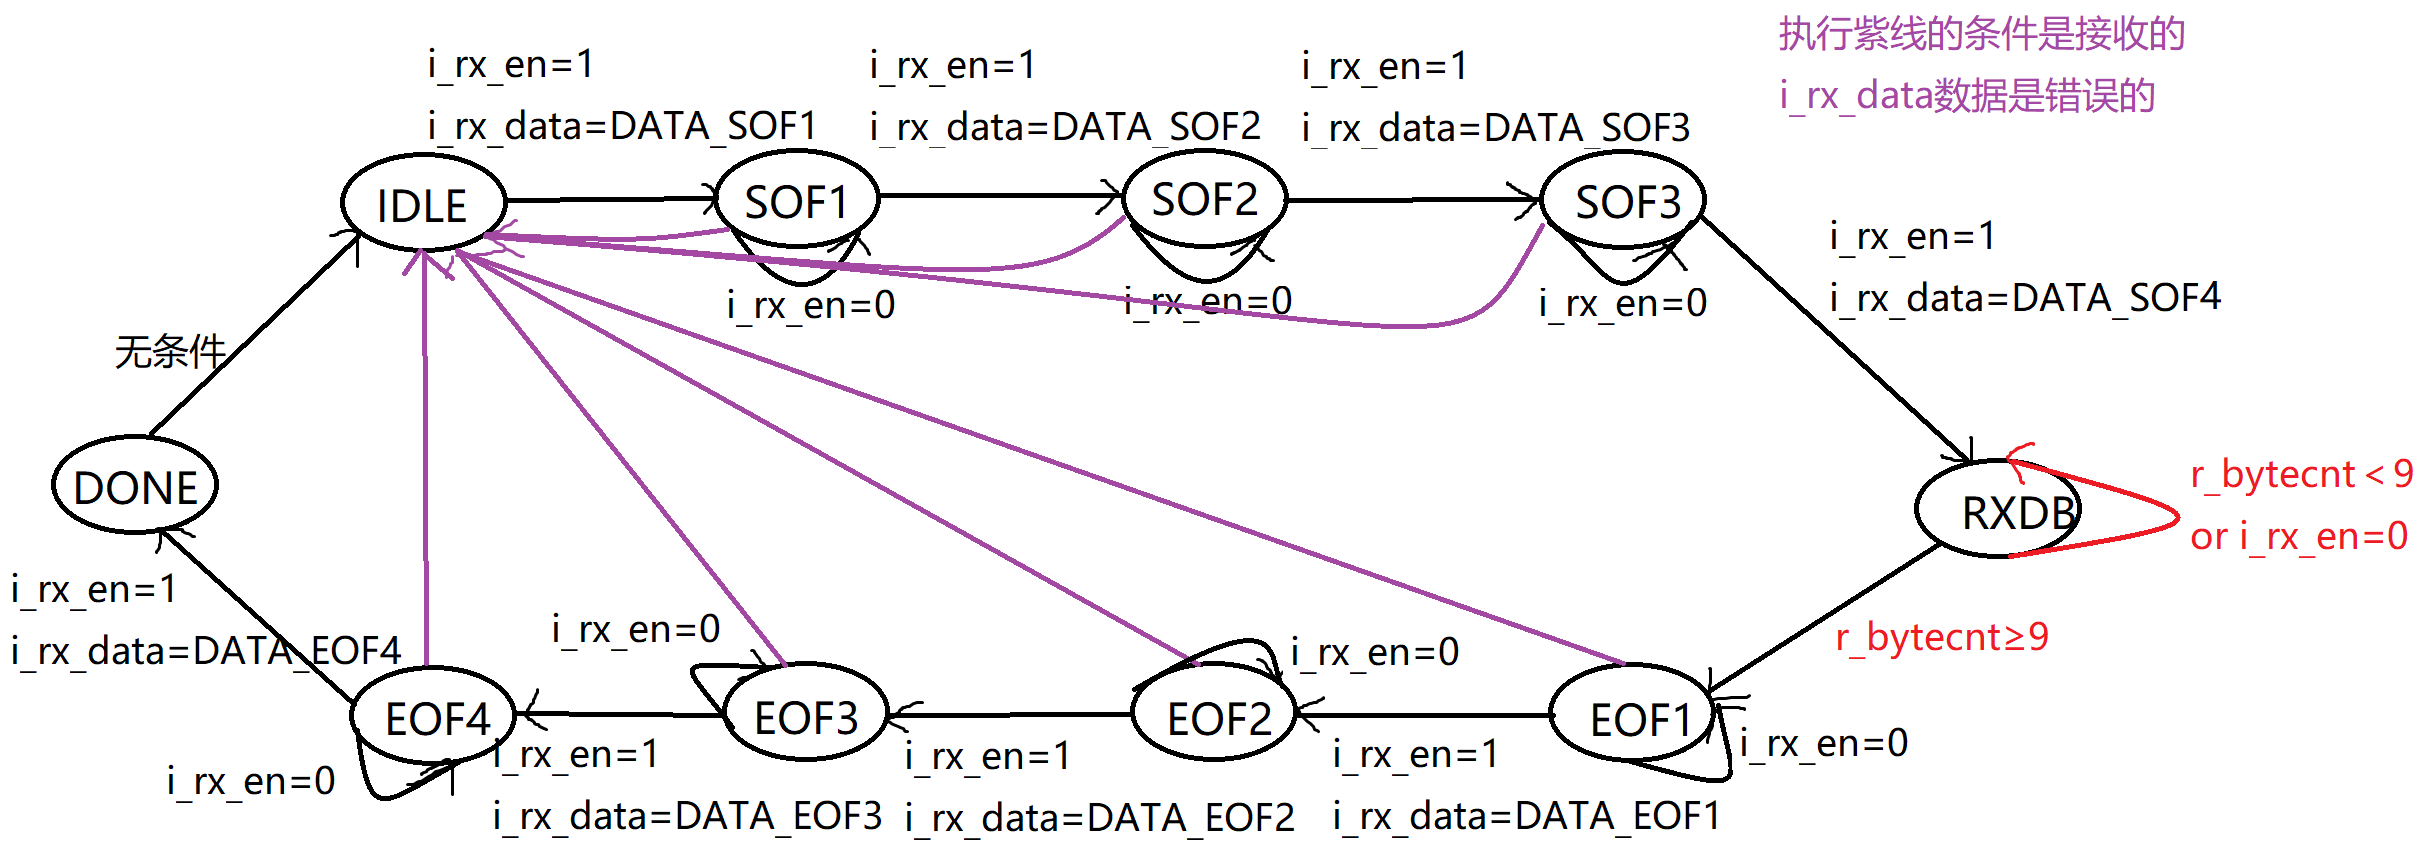 执行紫线的条件是接收的
i_rx_data数据是错误的
i_rx_en=1
i_rx_data=DATA_SOF1
i_rx_en=1
i_rx_data=DATA_SOF2
i_rx_en=1
i_rx_data=DATA_SOF3
IDLE
SOF1
SOF2
SOF3
i_rx_en=0
i_rx_en=0
i_rx_en=0
i_rx_en=1
i_rx_data=DATA_SOF4
无条件
DONE
RXDB
r_bytecnt<9
or i_rx_en=0
i_rx_en=1
i_rx_data=DATA_EOF4
i_rx_en=0
i_rx_en=0
r_bytecnt≥9
EOF4
EOF3
EOF2
EOF1
i_rx_en=0
i_rx_en=0
i_rx_en=1
i_rx_data=DATA_EOF3
i_rx_en=1
i_rx_data=DATA_EOF2
i_rx_en=1
i_rx_data=DATA_EOF1